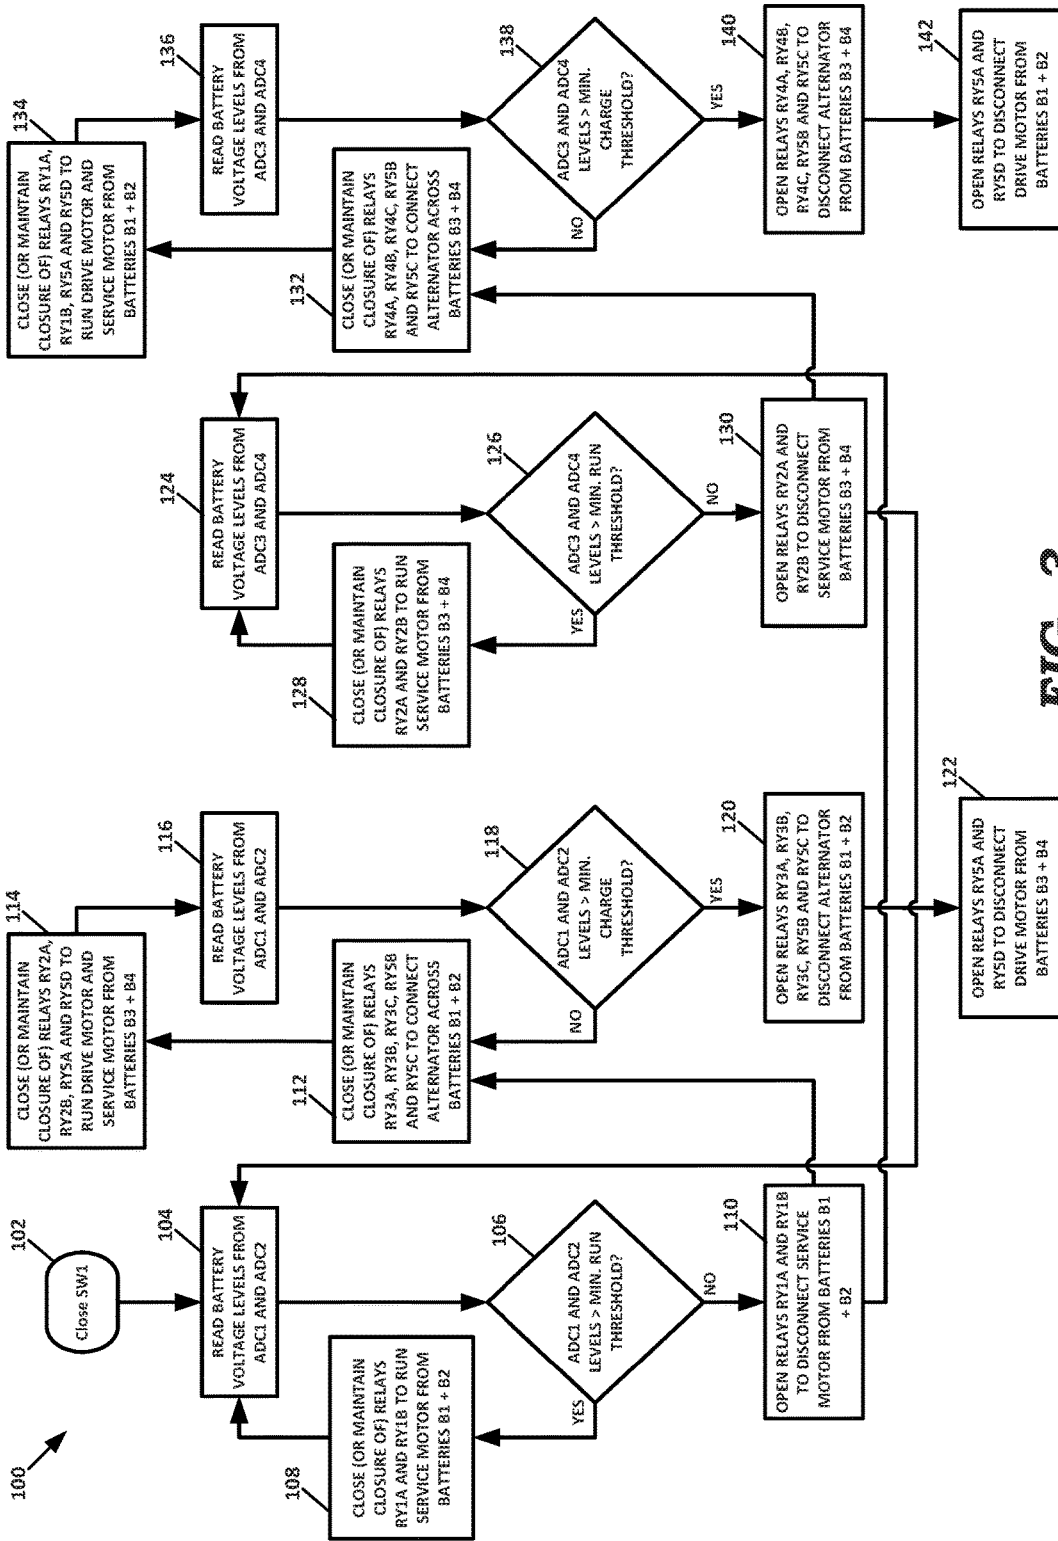 100
102
Close SW1
104
READ BATTERY
VOLTAGE LEVELS FROM
ADC1 AND ADC2
106
ADC1 AND ADC2
LEVELS > MIN. RUN
THRESHOLD?
YES
NO
108
CLOSE (OR MAINTAIN
CLOSURE OF) RELAYS
RY1A AND RY1B TO RUN
SERVICE MOTOR FROM
BATTERIES B1 + B2
110
OPEN RELAYS RY1A AND RY1B
TO DISCONNECT SERVICE
MOTOR FROM BATTERIES B1
+ B2
112
CLOSE (OR MAINTAIN
CLOSURE OF) RELAYS
RY3A, RY3B, RY3C, RY5B
AND RY5C TO CONNECT
ALTERNATOR ACROSS
BATTERIES B1 + B2
114
CLOSE (OR MAINTAIN
CLOSURE OF) RELAYS RY2A,
RY2B, RY5A AND RY5D TO
RUN DRIVE MOTOR AND
SERVICE MOTOR FROM
BATTERIES B3 + B4
116
READ BATTERY
VOLTAGE LEVELS FROM
ADC1 AND ADC2
118
ADC1 AND ADC2
LEVELS > MIN.
CHARGE
THRESHOLD?
NO
YES
120
OPEN RELAYS RY3A, RY3B,
RY3C, RY5B AND RY5C TO
DISCONNECT ALTERNATOR
FROM BATTERIES B1 + B2
122
OPEN RELAYS RY5A AND
RY5D TO DISCONNECT
DRIVE MOTOR FROM
BATTERIES B3 + B4
124
READ BATTERY
VOLTAGE LEVELS FROM
ADC3 AND ADC4
126
ADC3 AND ADC4
LEVELS > MIN. RUN
THRESHOLD?
YES
NO
128
CLOSE (OR MAINTAIN
CLOSURE OF) RELAYS
RY2A AND RY2B TO RUN
SERVICE MOTOR FROM
BATTERIES B3 + B4
130
OPEN RELAYS RY2A AND
RY2B TO DISCONNECT
SERVICE MOTOR FROM
BATTERIES B3 + B4
132
CLOSE (OR MAINTAIN
CLOSURE OF) RELAYS
RY4A, RY4B, RY4C, RY5B
AND RY5C TO CONNECT
ALTERNATOR ACROSS
BATTERIES B3 + B4
134
CLOSE (OR MAINTAIN
CLOSURE OF) RELAYS RY1A,
RY1B, RY5A AND RY5D TO
RUN DRIVE MOTOR AND
SERVICE MOTOR FROM
BATTERIES B1 + B2
136
READ BATTERY
VOLTAGE LEVELS FROM
ADC3 AND ADC4
138
ADC3 AND ADC4
LEVELS > MIN.
CHARGE
THRESHOLD?
NO
YES
140
OPEN RELAYS RY4A, RY4B,
RY4C, RY5B AND RY5C TO
DISCONNECT ALTERNATOR
FROM BATTERIES B3 + B4
142
OPEN RELAYS RY5A AND
RY5D TO DISCONNECT
DRIVE MOTOR FROM
BATTERIES B1 + B2
FIG.